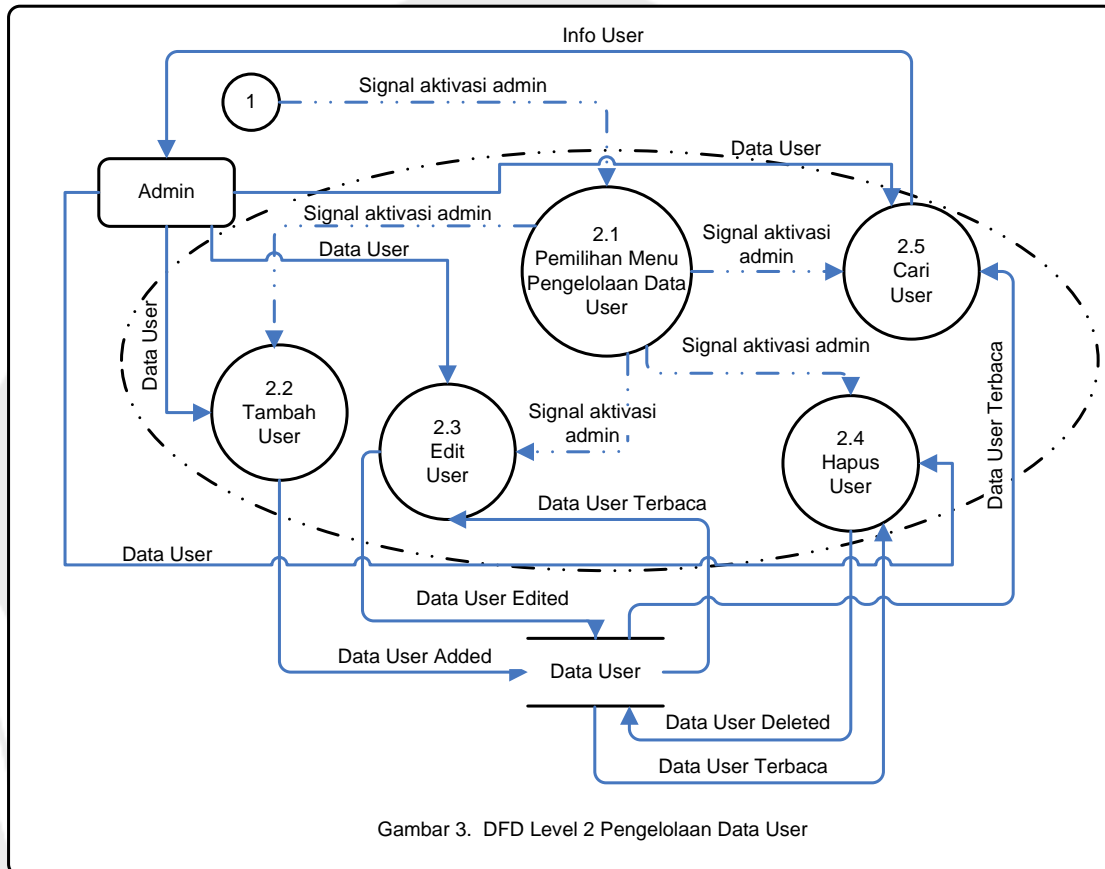 Info User
Signal aktivasi admin
1
Data User
Admin
Signal aktivasi admin
2.1
Pemilihan Menu
Pengelolaan Data
User
Signal aktivasi
admin
2.5
Cari
User
Data User
Data User
Signal aktivasi admin
2.2
Tambah
User
2.3
Edit
User
Signal aktivasi
admin
2.4
Hapus
User
Data User Terbaca
Data User Terbaca
Data User
Data User Edited
Data User Added
Data User
Data User Deleted
Data User Terbaca
Gambar 3. DFD Level 2 Pengelolaan Data User